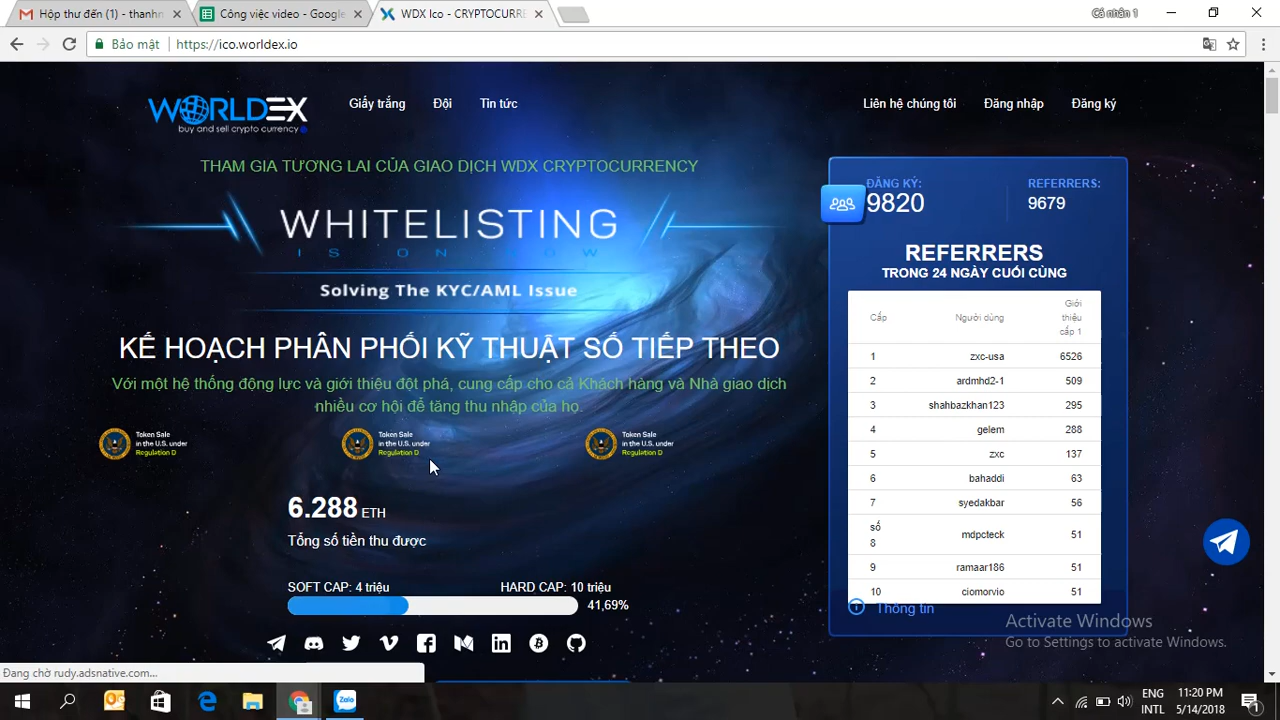 Hộp thư đến (1) - thanhn
Công việc video - Google
WDX Ico - CRYPTOCURRE
Cá nhân 1
Bảo mật
https://ico.worldex.io
WORLDEX
buy and sell crypto currency
Giấy trắng
Đội
Tin tức
Liên hệ chúng tôi
Đăng nhập
Đăng ký
THAM GIA TƯƠNG LAI CỦA GIAO DỊCH WDX CRYPTOCURRENCY
WHITELISTING
IS ON NOW
Solving The KYC/AML Issue
KẾ HOẠCH PHÂN PHỐI KỸ THUẬT SỐ TIẾP THEO
Với một hệ thống động lực và giới thiệu đột phá, cung cấp cho cả Khách hàng và Nhà giao dịch
nhiều cơ hội để tăng thu nhập của họ.
Token Sale
in the U.S. under
Regulation D
Token Sale
in the U.S. under
Regulation D
Token Sale
in the U.S. under
Regulation D
6.288 ETH
Tổng số tiền thu được
SOFT CAP: 4 triệu
HARD CAP: 10 triệu
41,69%
ĐĂNG KÝ:
9820
REFERRERS:
9679
REFERRERS
TRONG 24 NGÀY CUỐI CÙNG
Cấp Người dùng Giới
thiệu
cấp 1
1 zxc-usa 6526
2 ardmhd2-1 509
3 shahbazkhan123 295
4 gelem 288
5 zxc 137
6 bahaddi 63
7 syedakbar 56
số
8 mdpcteck 51
9 ramaar186 51
10 ciomorvio 51
Thông tin
Activate Windows
Go to Settings to activate Windows.
Đang chờ rudy.adsnative.com...
Zalo
ENG
INTL
11:20 PM
5/14/2018
1